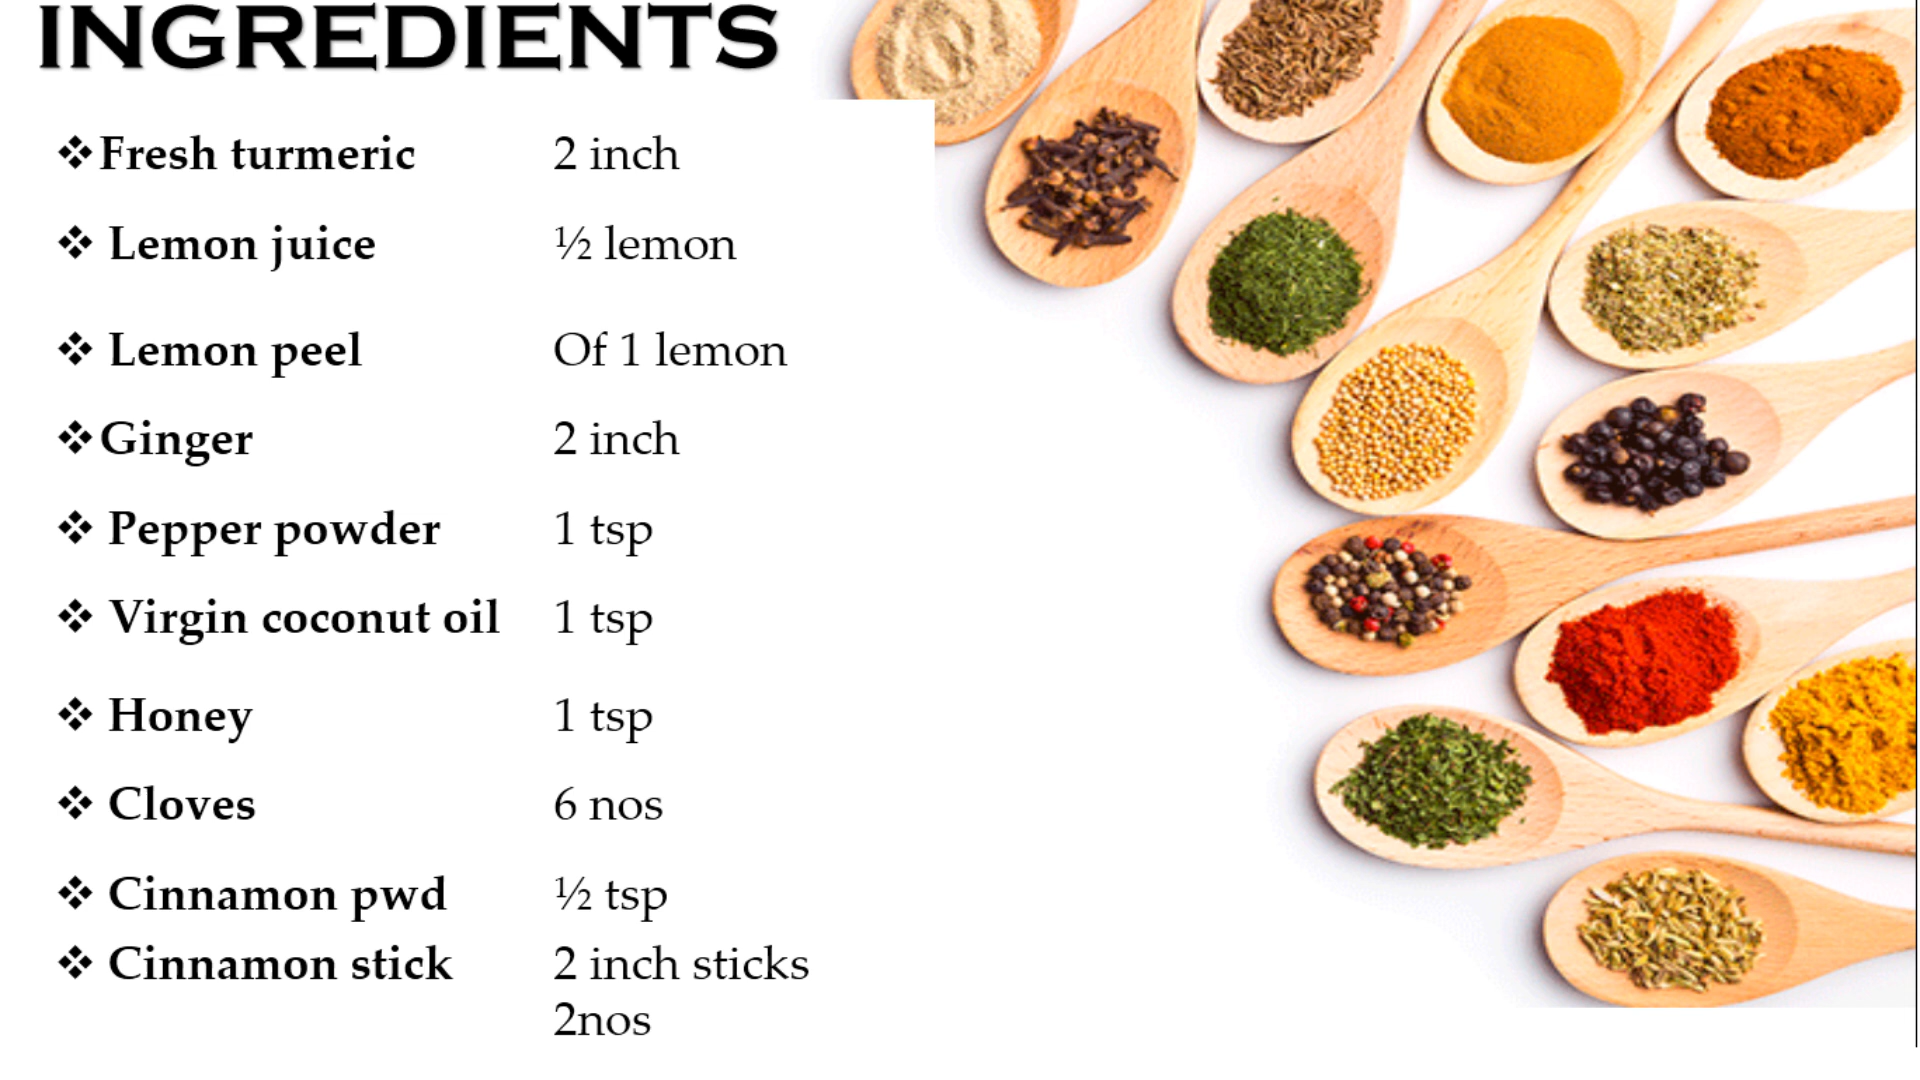 INGREDIENTS
❖Fresh turmeric 2 inch
❖ Lemon juice ½ lemon
❖ Lemon peel Of 1 lemon
❖Ginger 2 inch
❖ Pepper powder 1 tsp
❖ Virgin coconut oil 1 tsp
❖ Honey 1 tsp
❖ Cloves 6 nos
❖ Cinnamon pwd ½ tsp
❖ Cinnamon stick 2 inch sticks
2nos